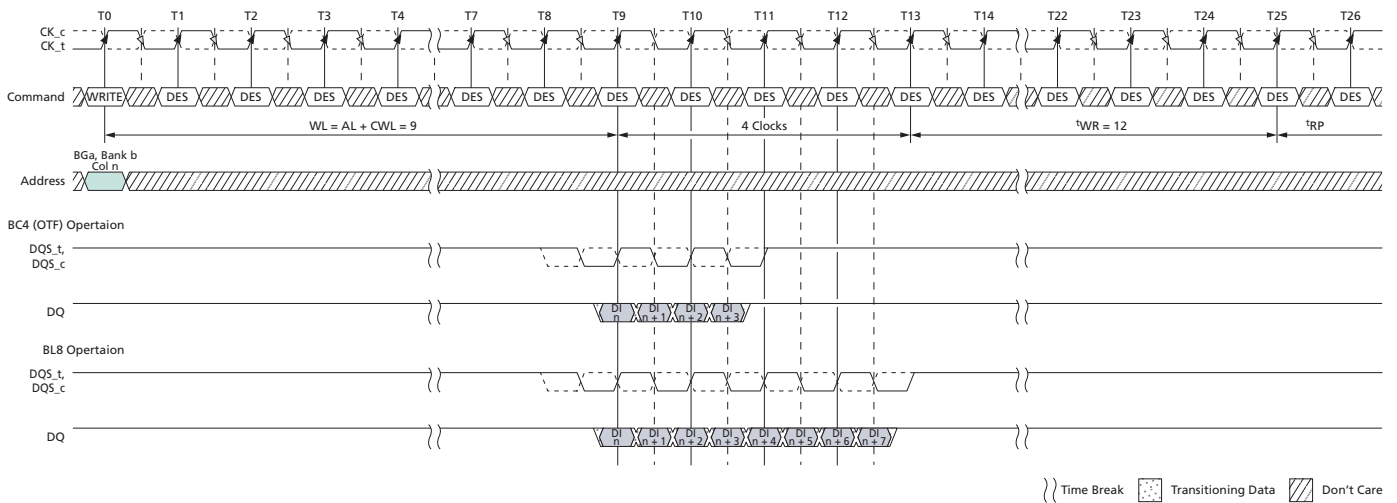 T0 T1 T2 T3 T4 T7 T8 T9 T10 T11 T12 T13 T14 T22 T23 T24 T25 T26
CK_c
CK_t
Command WRITE DES DES DES DES DES DES DES DES DES DES DES DES DES DES DES DES DES
WL = AL + CWL = 9 4 Clocks tWR = 12 tRP
BGa, Bank b
Col n
Address
BC4 (OTF) Opertaion
DQS_t,
DQS_c
DQ DI n DI n + 1 DI n + 2 DI n + 3
BL8 Opertaion
DQS_t,
DQS_c
DQ DI n DI n + 1 DI n + 2 DI n + 3 DI n + 4 DI n + 5 DI n + 6 DI n + 7
Time Break Transitioning Data Don't Care